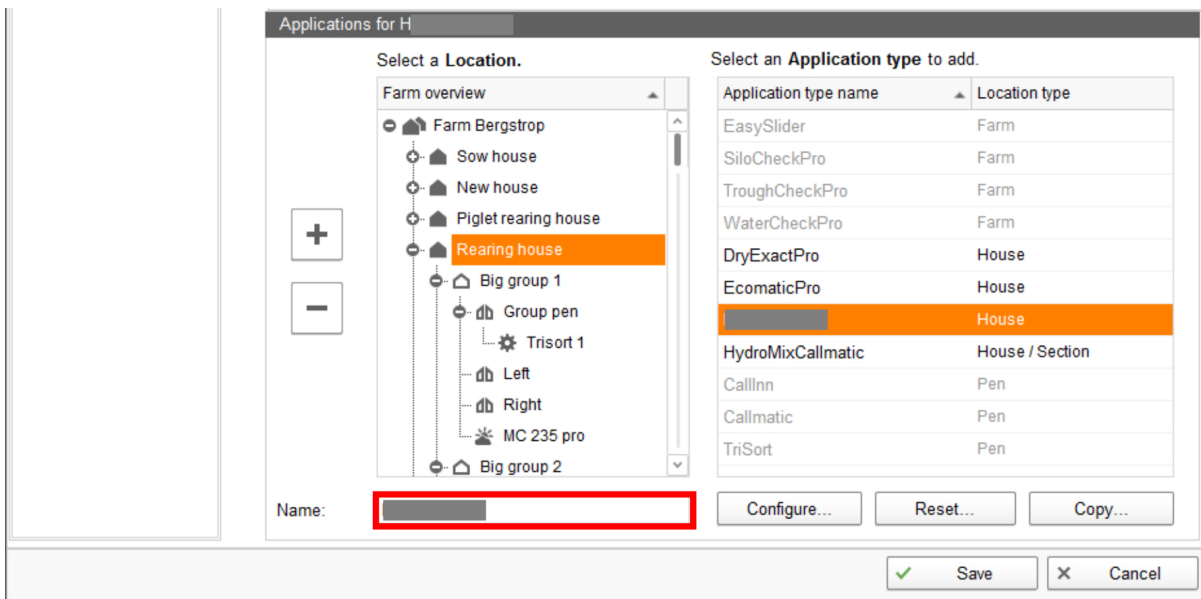 Applications for H
Select a Location.
Select an Application type to add.
Farm overview
Application type name Location type
Farm Bergstrop
Sow house
New house
Piglet rearing house
Rearing house
Big group 1
Group pen
Trisort 1
Left
Right
MC 235 pro
Big group 2
EasySlider Farm
SiloCheckPro Farm
TroughCheckPro Farm
WaterCheckPro Farm
DryExactPro House
EcomaticPro House
House
HydroMixCallmatic House / Section
CallInn Pen
Callmatic Pen
TriSort Pen
Name:
Configure... Reset... Copy...
Save Cancel